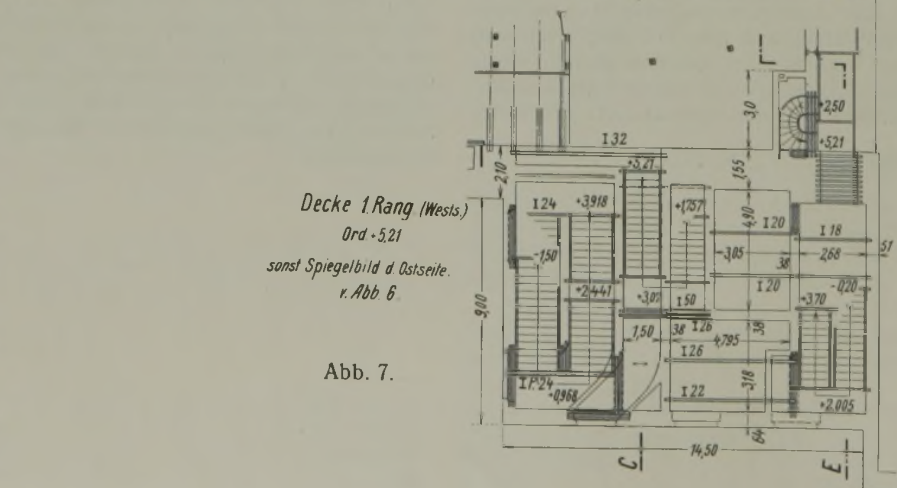 Decke 1. Rang (Wests.)
Ord +5,21
sonst Spiegelbild d. Ostseite.
v. Abb. 6
Abb. 7.
3,0
+2,50
+5,21
I 32
2,10
+5,21
1,55
I 24
+3,918
+1,757
4,90
I 20
I 18
51
-1,50
3,05
38
2,68
+2.441
I 20
-0,20
9,00
+3,07
I 50
+3.70
1,50
38
I 26
38
4,795
I 26
I.P. 24
+0,968
3,18
I 22
+2.005
64
14,50
C
E